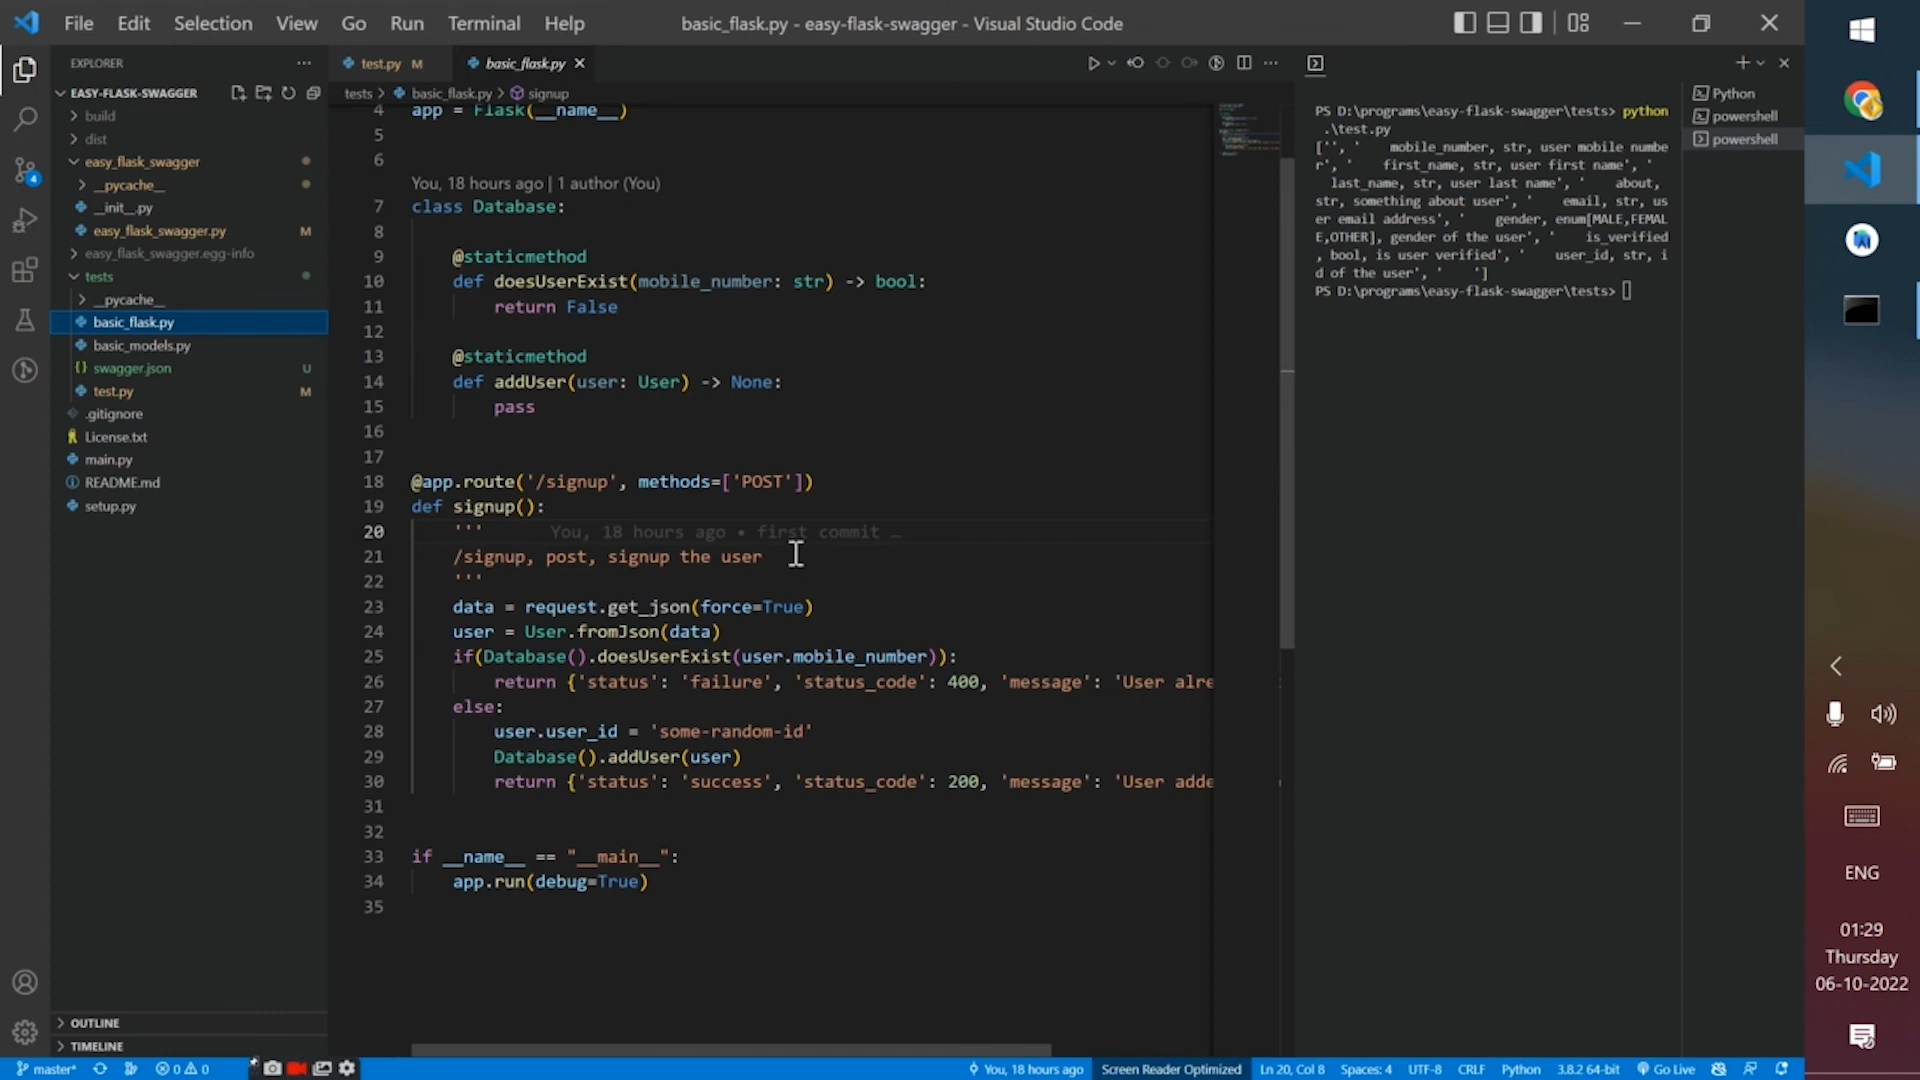 File Edit Selection View Go Run Terminal Help
basic_flask.py - easy-flask-swagger - Visual Studio Code
EXPLORER
EASY-FLASK-SWAGGER
build
dist
easy_flask_swagger
__pycache__
__init__.py
easy_flask_swagger.py M
easy_flask_swagger.egg-info
tests
__pycache__
basic_flask.py
basic_models.py
swagger.json U
test.py M
.gitignore
License.txt
main.py
README.md
setup.py
OUTLINE
TIMELINE
4
test.py M
basic_flask.py
tests > basic_flask.py > signup
4 app = Flask(__name__)
5
6
You, 18 hours ago | 1 author (You)
7 class Database:
8
9 @staticmethod
10 def doesUserExist(mobile_number: str) -> bool:
11 return False
12
13 @staticmethod
14 def addUser(user: User) -> None:
15 pass
16
17
18 @app.route('/signup', methods=['POST'])
19 def signup():
20 ''' You, 18 hours ago • first commit …
21 /signup, post, signup the user
22 '''
23 data = request.get_json(force=True)
24 user = User.fromJson(data)
25 if(Database().doesUserExist(user.mobile_number)):
26 return {'status': 'failure', 'status_code': 400, 'message': 'User alre
27 else:
28 user.user_id = 'some-random-id'
29 Database().addUser(user)
30 return {'status': 'success', 'status_code': 200, 'message': 'User adde
31
32
33 if __name__ == "__main__":
34 app.run(debug=True)
35
PS D:\programs\easy-flask-swagger\tests> python
.\test.py
['', '    mobile_number, str, user mobile numbe
r', '    first_name, str, user first name', '
last_name, str, user last name', '    about,
str, something about user', '    email, str, us
er email address', '    gender, enum[MALE,FEMAL
E,OTHER], gender of the user', '    is_verified
, bool, is user verified', '    user_id, str, i
d of the user', '    ']
PS D:\programs\easy-flask-swagger\tests>
Python
powershell
powershell
ENG
01:29
Thursday
06-10-2022
master* 0 0
You, 18 hours ago Screen Reader Optimized Ln 20, Col 8 Spaces: 4 UTF-8 CRLF Python 3.8.2 64-bit Go Live